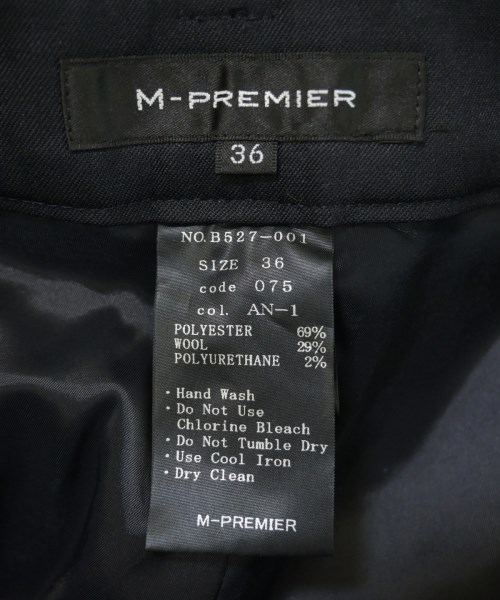 M-PREMIER
36
NO.B527-001
SIZE 36
code 075
col. AN-1
POLYESTER 69%
WOOL 29%
POLYURETHANE 2%
・Hand Wash
・Do Not Use
Chlorine Bleach
・Do Not Tumble Dry
・Use Cool Iron
・Dry Clean
M-PREMIER